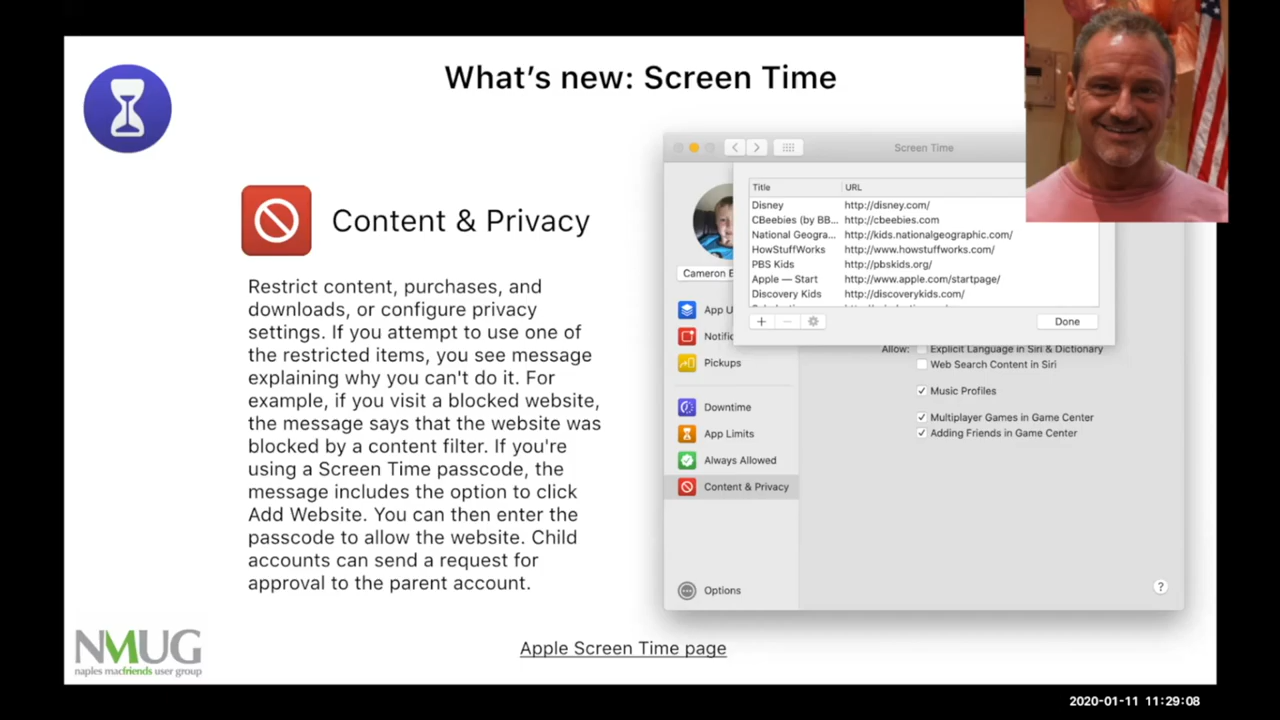 What's new: Screen Time
Content & Privacy
Restrict content, purchases, and
downloads, or configure privacy
settings. If you attempt to use one of
the restricted items, you see message
explaining why you can't do it. For
example, if you visit a blocked website,
the message says that the website was
blocked by a content filter. If you're
using a Screen Time passcode, the
message includes the option to click
Add Website. You can then enter the
passcode to allow the website. Child
accounts can send a request for
approval to the parent account.
Screen Time
Title URL
Disney http://disney.com/
CBeebies (by BB... http://cbeebies.com
National Geogra... http://kids.nationalgeographic.com/
HowStuffWorks http://www.howstuffworks.com/
PBS Kids http://pbskids.org/
Apple — Start http://www.apple.com/startpage/
Discovery Kids http://discoverykids.com/
Done
Cameron
App U
Notific
Pickups
Downtime
App Limits
Always Allowed
Content & Privacy
Options
Allow: Explicit Language in Siri & Dictionary
Web Search Content in Siri
Music Profiles
Multiplayer Games in Game Center
Adding Friends in Game Center
?
Apple Screen Time page
NMUG
naples macfriends user group
2020-01-11 11:29:08